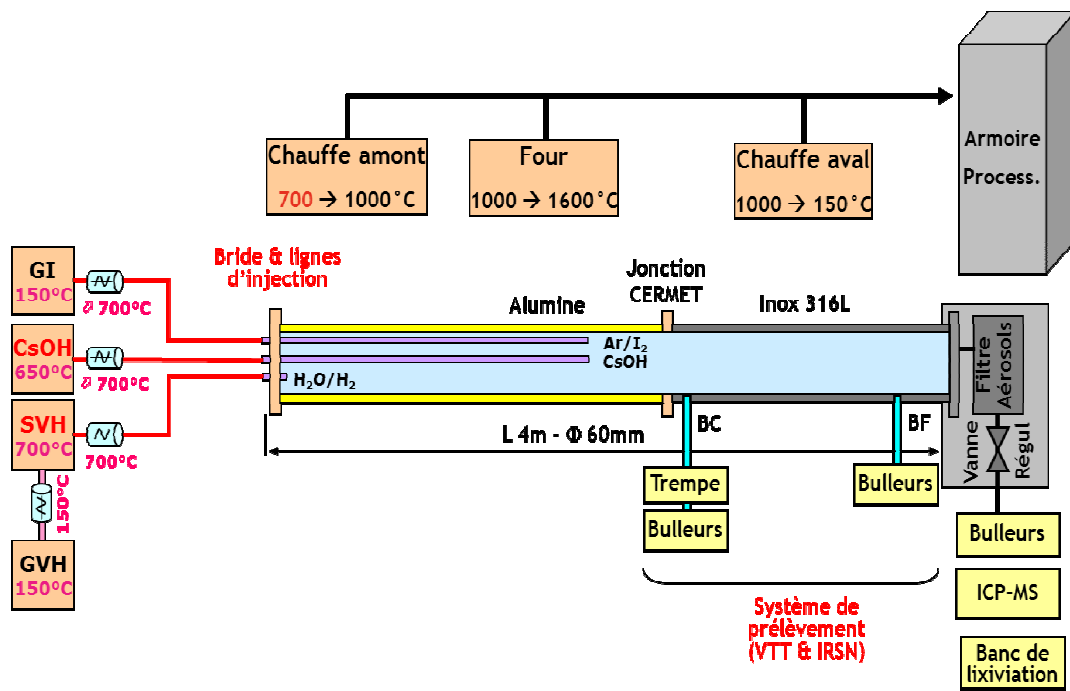 Chauffe amont
700 → 1000°C
Four
1000 → 1600°C
Chauffe aval
1000 → 150°C
Armoire
Process.
Bride & lignes
d'injection
Jonction
CERMET
Alumine
Inox 316L
GI
150°C
⇗ 700°C
CsOH
650°C
⇗ 700°C
SVH
700°C
700°C
150°C
GVH
150°C
Ar/I₂
CsOH
H₂O/H₂
L 4m - Φ 60mm
BC
BF
Trempe
Bulleurs
Bulleurs
Filtre
Aérosols
Vanne
Régul
Bulleurs
ICP-MS
Banc de
lixiviation
Système de
prélèvement
(VTT & IRSN)